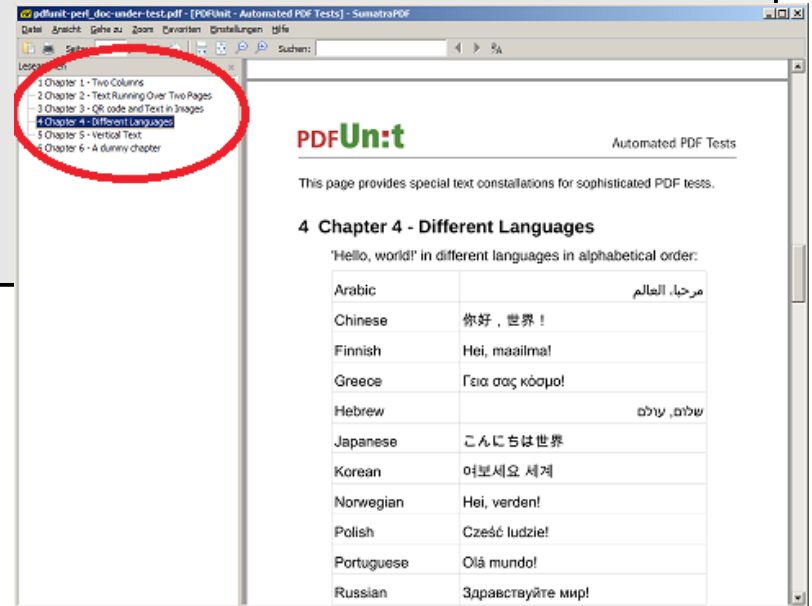 pdfunit-perl_doc-under-test.pdf - [PDFUnit - Automated PDF Tests] - SumatraPDF
Datei Ansicht Gehe zu Zoom Favoriten Einstellungen Hilfe
Suchen:
1 Chapter 1 - Two Columns
2 Chapter 2 - Text Running Over Two Pages
3 Chapter 3 - QR code and Text in Images
4 Chapter 4 - Different Languages
5 Chapter 5 - Vertical Text
6 Chapter 6 - A dummy chapter
PDFUn:t
Automated PDF Tests
This page provides special text constallations for sophisticated PDF tests.
4 Chapter 4 - Different Languages
'Hello, world!' in different languages in alphabetical order:
Arabic مرحبا، العالم
Chinese 你好，世界！
Finnish Hei, maailma!
Greece Γεια σας κόσμο!
Hebrew שלום, עולם
Japanese こんにちは世界
Korean 여보세요 세계
Norwegian Hei, verden!
Polish Cześć ludzie!
Portuguese Olá mundo!
Russian Здравствуйте мир!